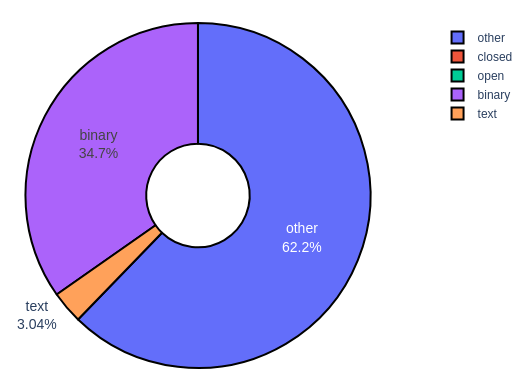 other
closed
open
binary
text
binary
34.7%
other
62.2%
text
3.04%